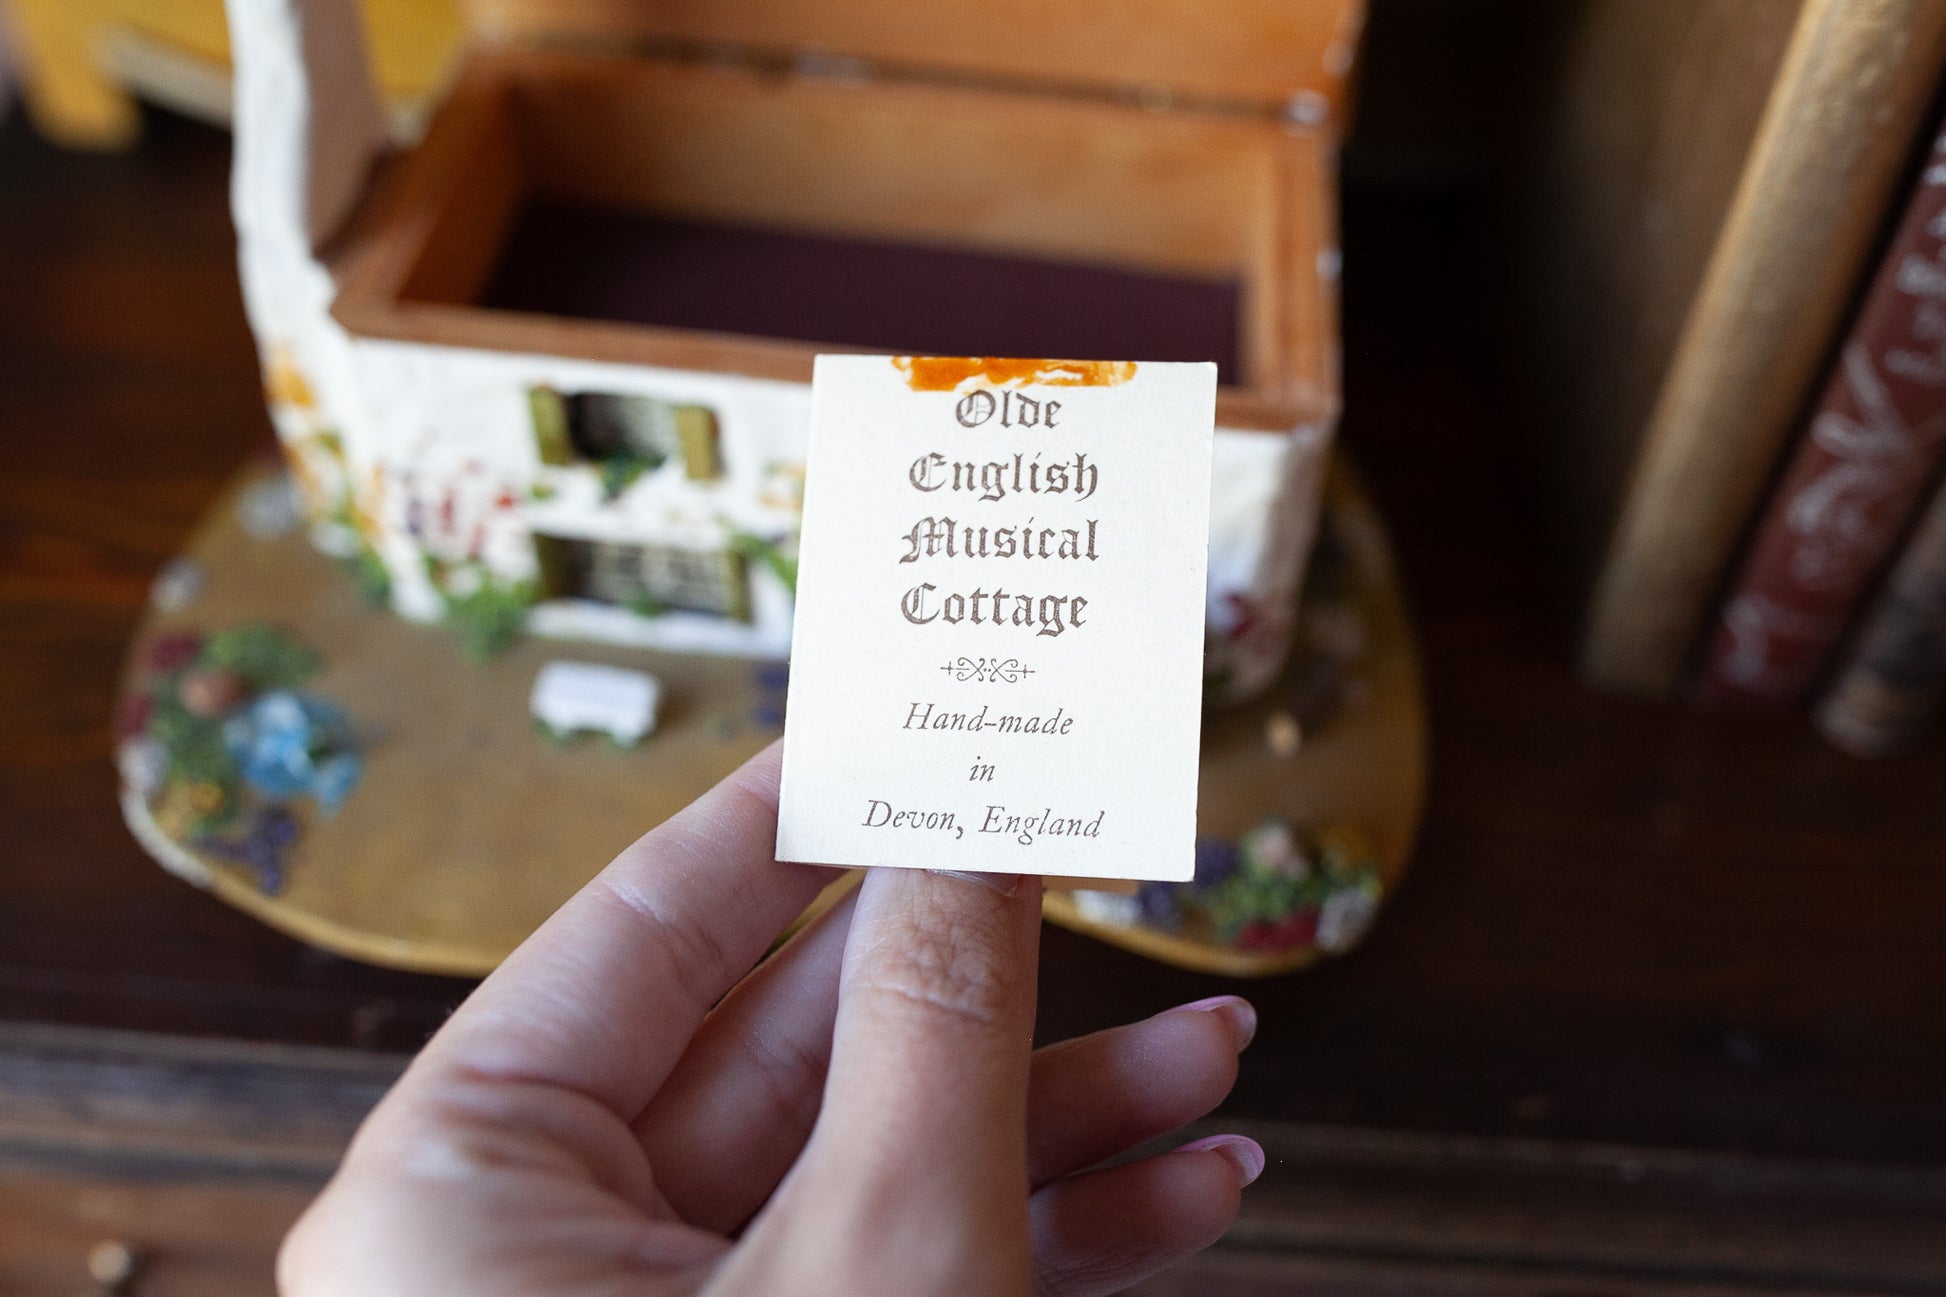 Olde
English
Musical
Cottage
Hand-made
in
Devon, England